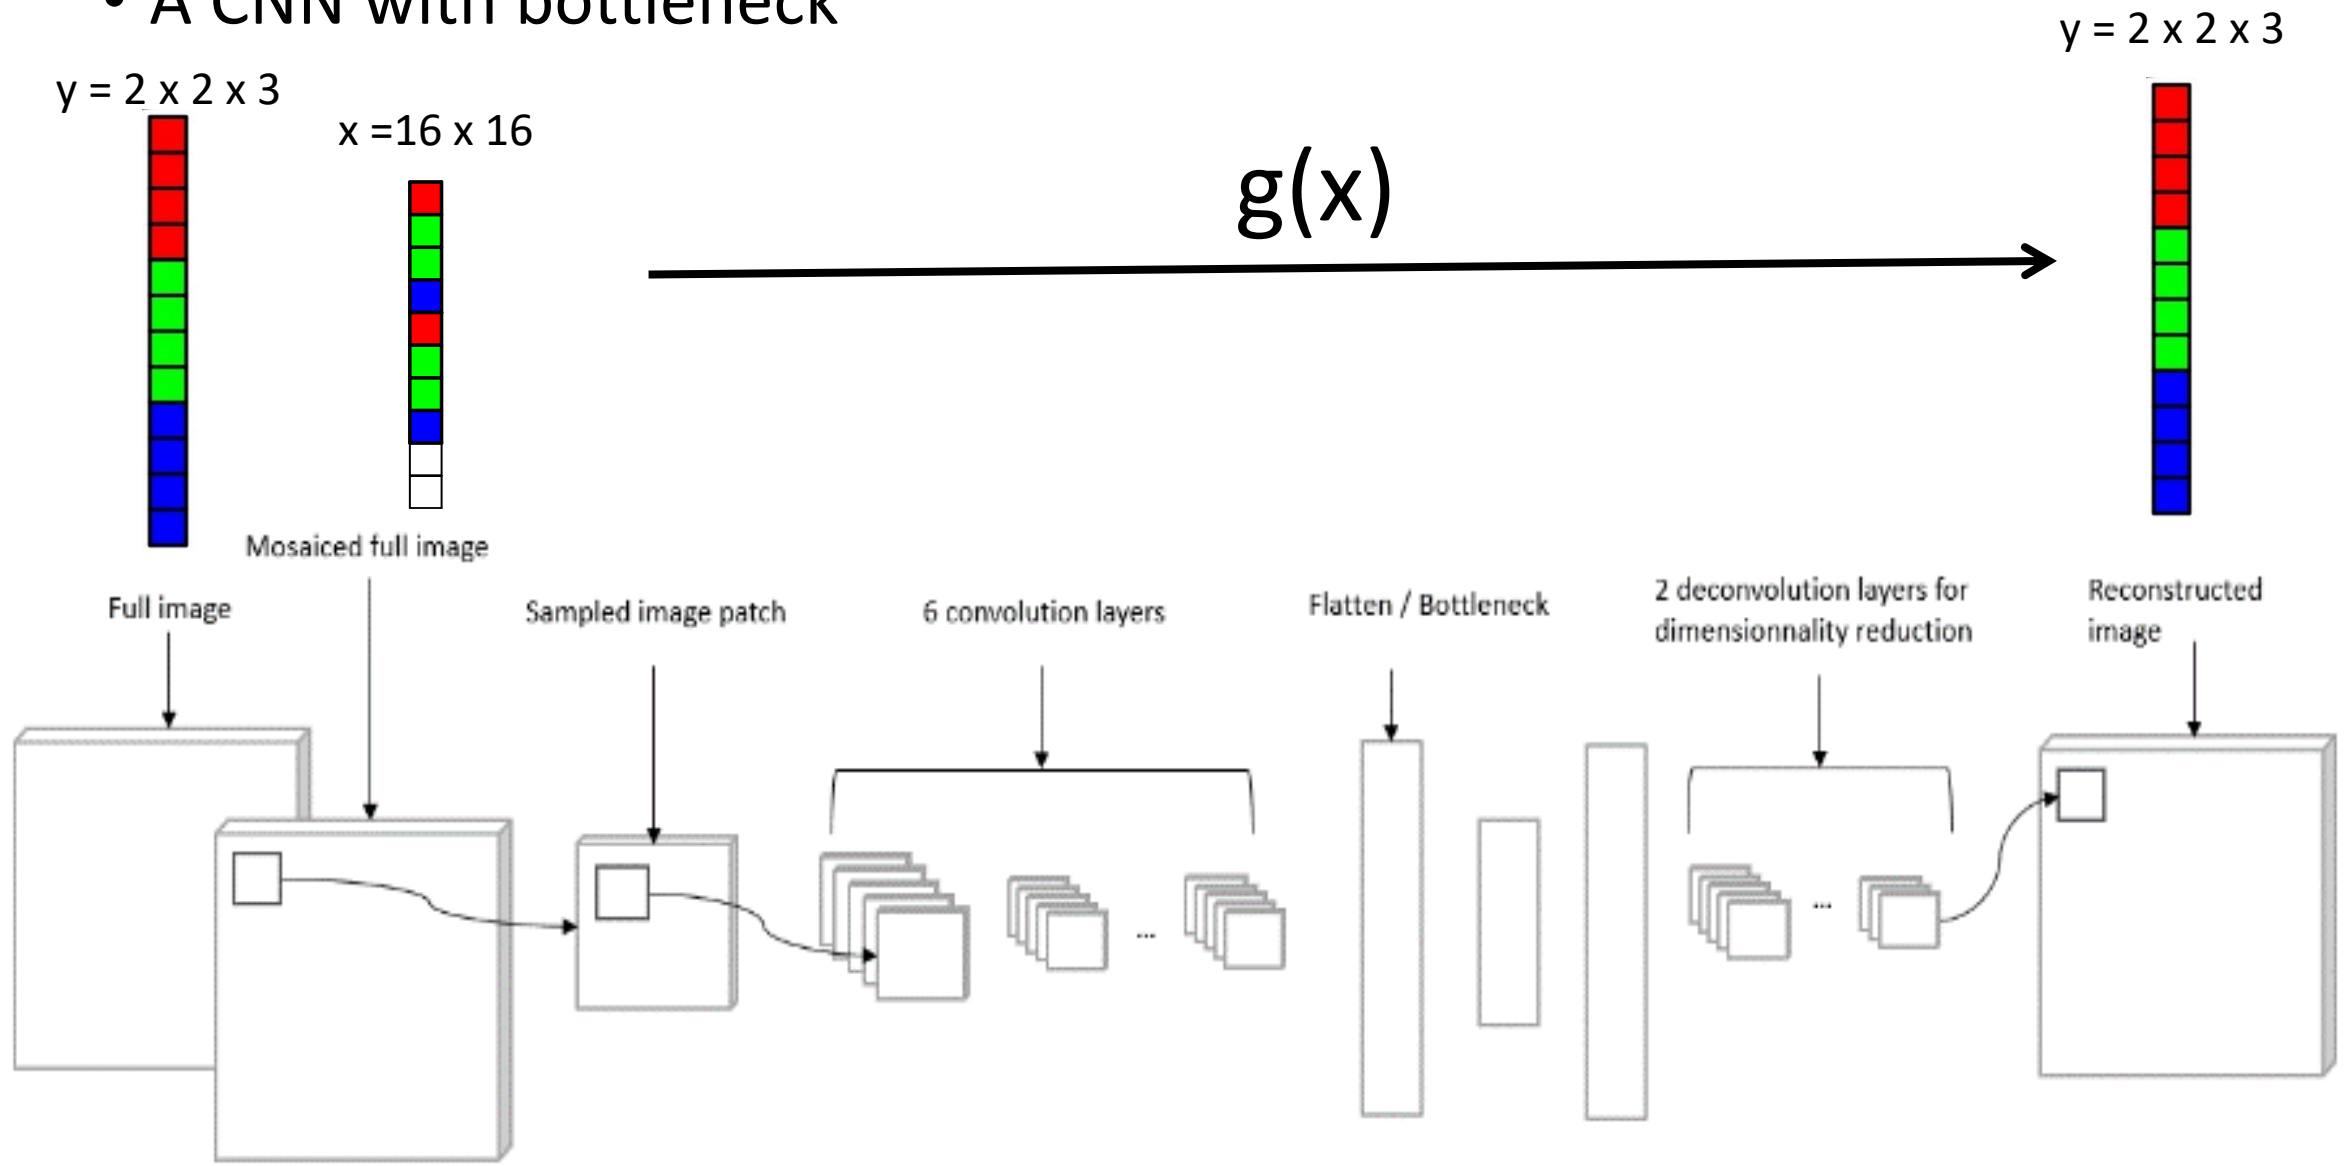 • A CNN with bottleneck
y = 2 x 2 x 3
y = 2 x 2 x 3
x =16 x 16
g(x)
Mosaiced full image
Full image
Sampled image patch
6 convolution layers
Flatten / Bottleneck
2 deconvolution layers for
dimensionnality reduction
Reconstructed
image
...
...